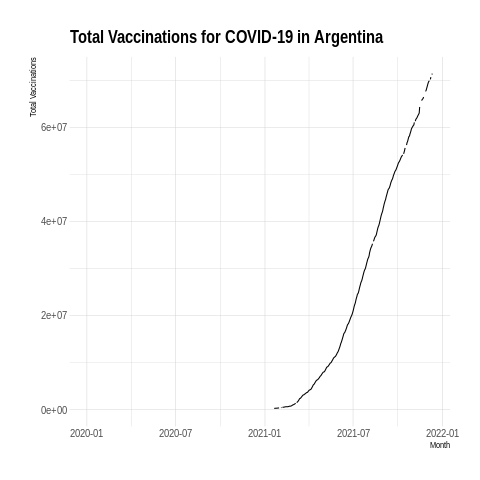 Total Vaccinations for COVID-19 in Argentina
Total Vaccinations
6e+07
4e+07
2e+07
0e+00
2020-01 2020-07 2021-01 2021-07 2022-01
Month